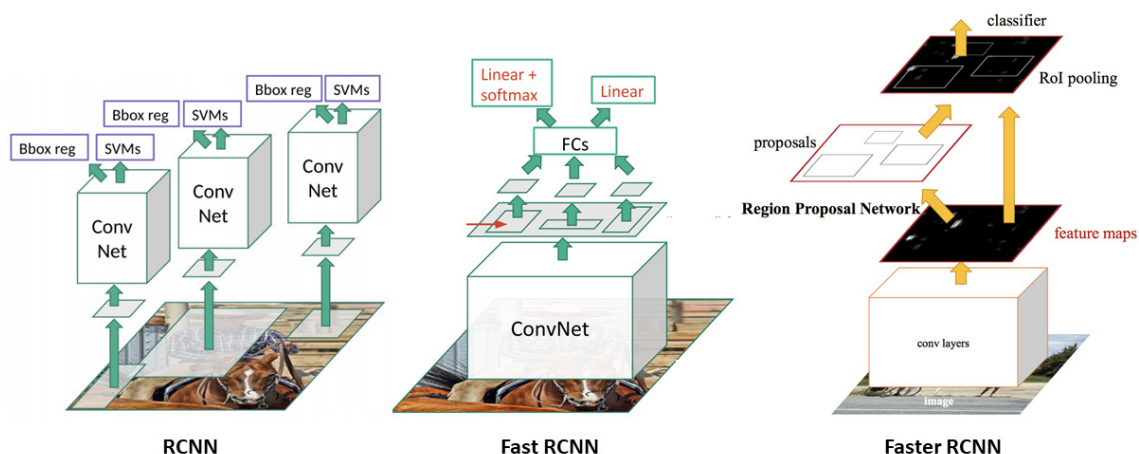 Bbox reg
SVMs
Conv
Net
Bbox reg
SVMs
Conv
Net
Bbox reg
SVMs
Conv
Net
RCNN
Linear +
softmax
Linear
FCs
ConvNet
Fast RCNN
classifier
RoI pooling
proposals
Region Proposal Network
feature maps
conv layers
image
Faster RCNN